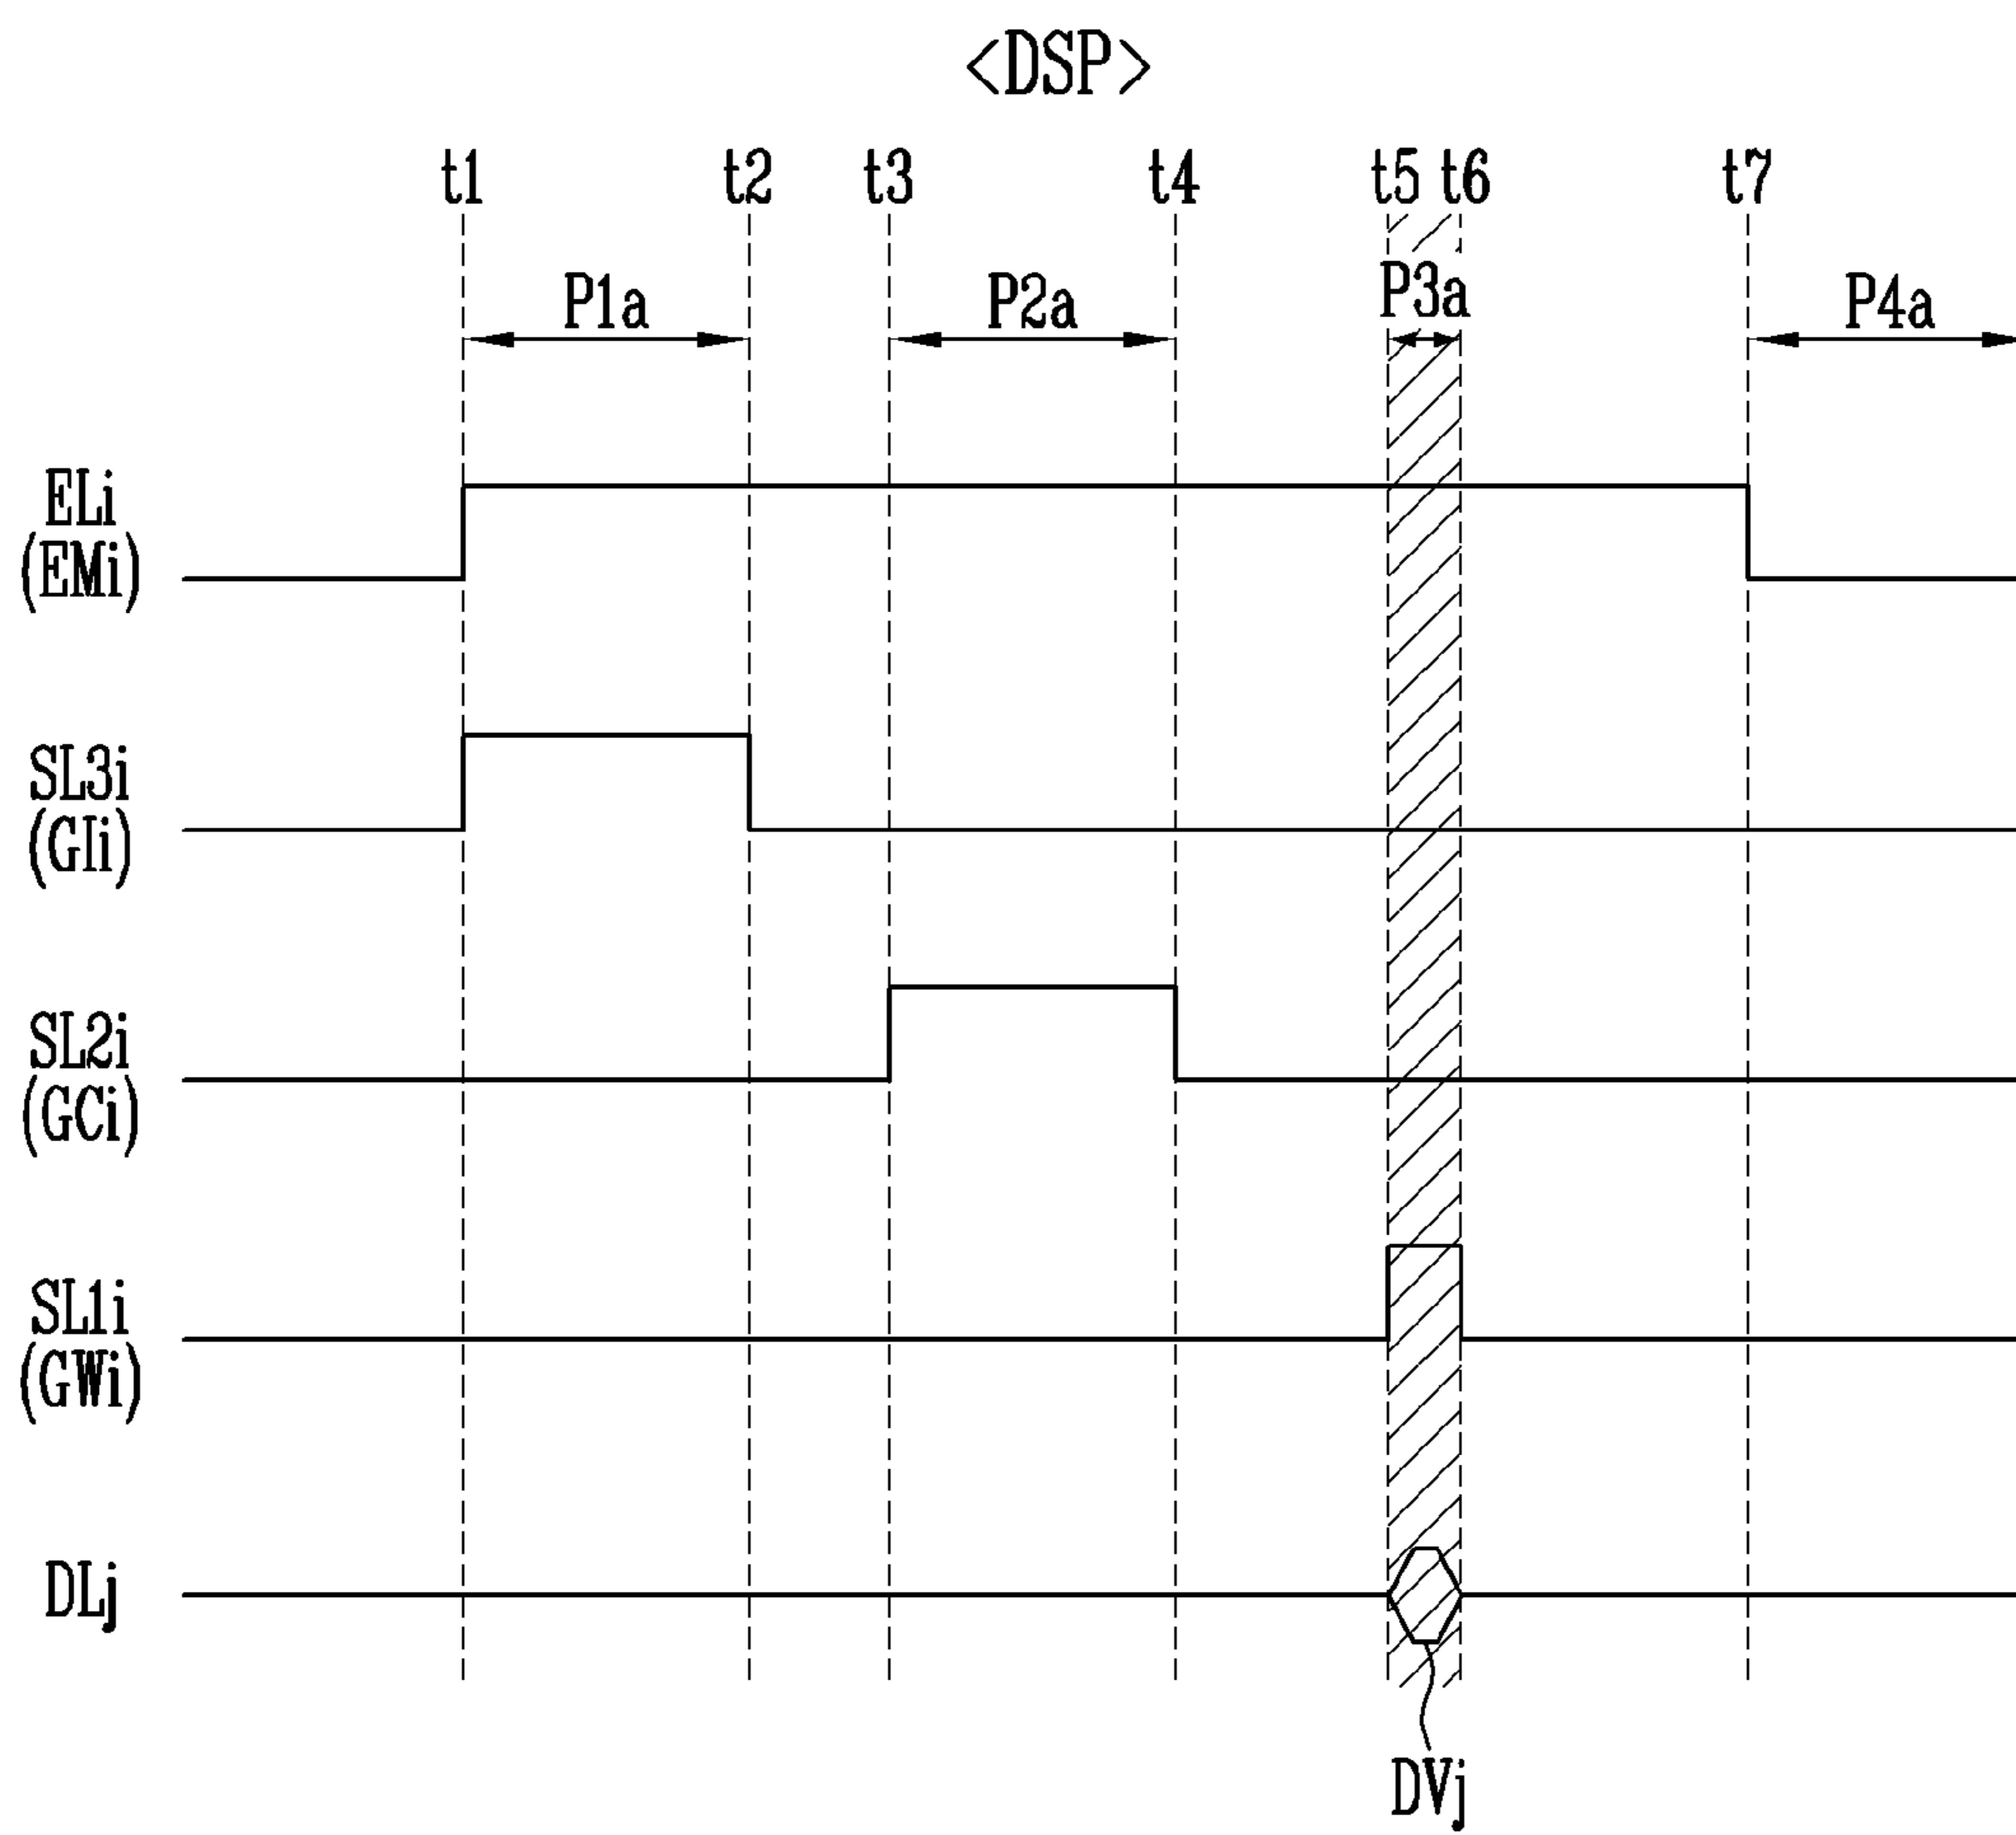 <DSP>
t1 t2 t3 t4 t5 t6 t7
P1a P2a P3a P4a
ELi
(EMi)
SL3i
(GIi)
SL2i
(GCi)
SL1i
(GWi)
DLj
DVj